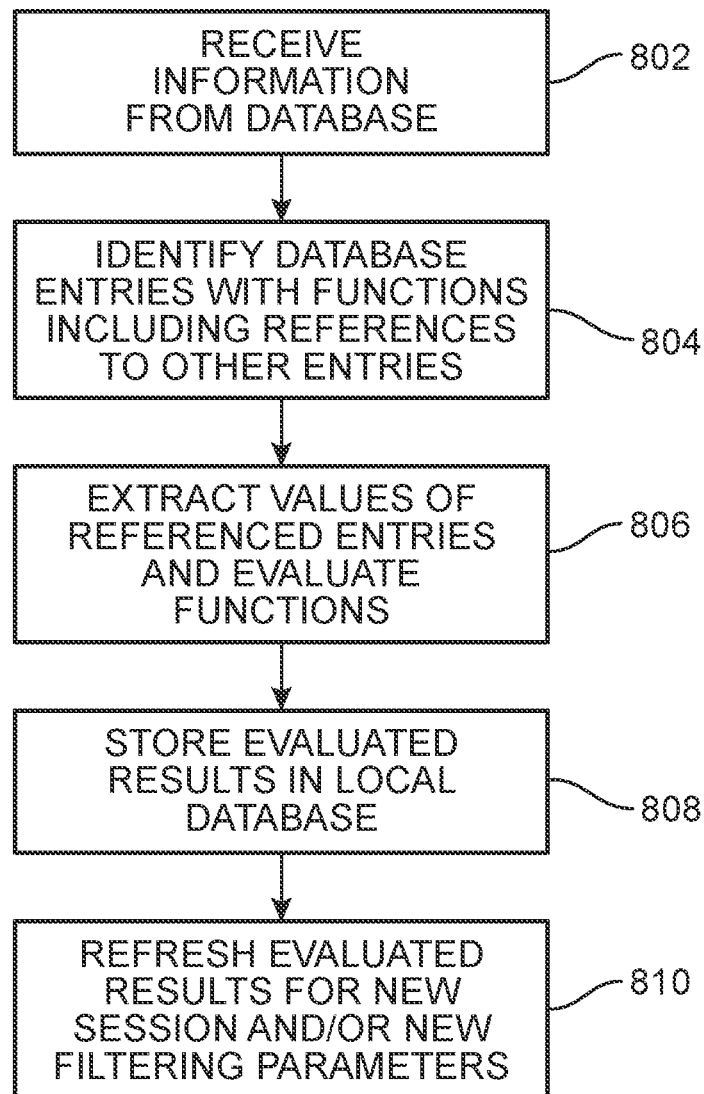 RECEIVE
INFORMATION
FROM DATABASE
802
IDENTIFY DATABASE
ENTRIES WITH FUNCTIONS
INCLUDING REFERENCES
TO OTHER ENTRIES
804
EXTRACT VALUES OF
REFERENCED ENTRIES
AND EVALUATE
FUNCTIONS
806
STORE EVALUATED
RESULTS IN LOCAL
DATABASE
808
REFRESH EVALUATED
RESULTS FOR NEW
SESSION AND/OR NEW
FILTERING PARAMETERS
810